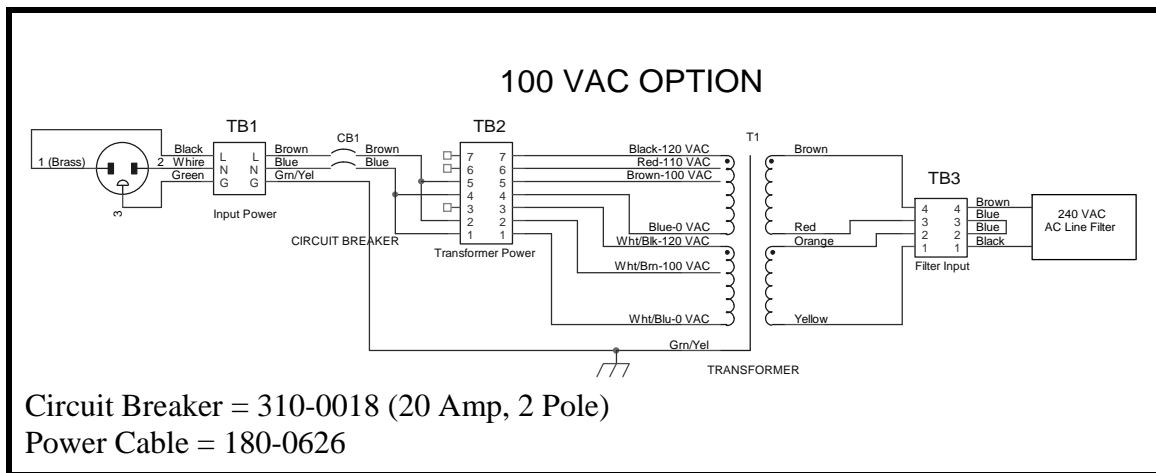 100 VAC OPTION
TB1
CB1
TB2
T1
TB3
1 (Brass)
2
3
Black
Whire
Green
L
N
G
L
N
G
Input Power
Brown
Blue
Grn/Yel
Brown
Blue
CIRCUIT BREAKER
7
6
5
4
3
2
1
7
6
5
4
3
2
1
Transformer Power
Black-120 VAC
Red-110 VAC
Brown-100 VAC
Blue-0 VAC
Wht/Blk-120 VAC
Wht/Brn-100 VAC
Wht/Blu-0 VAC
Grn/Yel
TRANSFORMER
Brown
Red
Orange
Yellow
4
3
2
1
4
3
2
1
Filter Input
Brown
Blue
Blue
Black
240 VAC
AC Line Filter
Circuit Breaker = 310-0018 (20 Amp, 2 Pole)
Power Cable = 180-0626